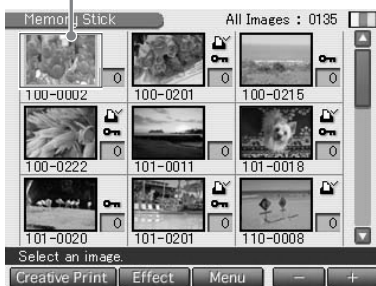 Memory Stick All Images : 0135
0 0 0
100-0002 100-0201 100-0215
0 0 0
100-0222 101-0011 101-0018
0 0 0
101-0020 101-0201 110-0008
Select an image.
Creative Print Effect Menu − +